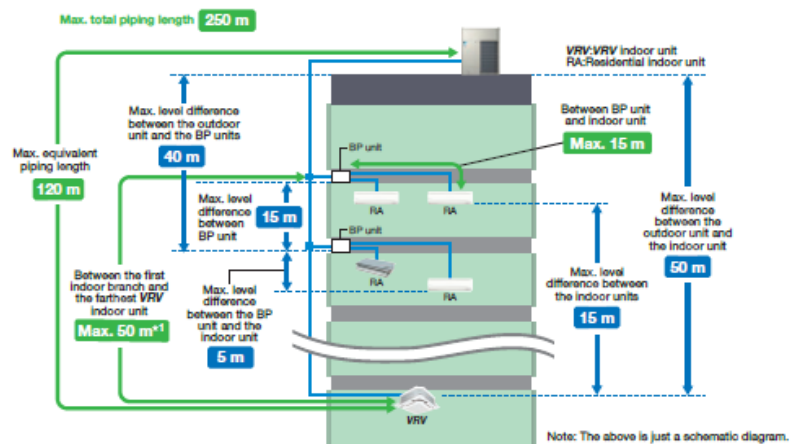 Max. total piping length 250 m
VRV:VRV indoor unit
RA:Residential indoor unit
Max. level difference
between the outdoor
unit and the BP units
40 m
Between BP unit
and indoor unit
Max. 15 m
Max. equivalent
piping length
120 m
BP unit
RA
RA
Max. level
difference
between
BP unit
15 m
BP unit
RA
RA
Max. level
difference
between the
outdoor unit and
the indoor unit
50 m
Between the first
indoor branch and
the farthest VRV
indoor unit
Max. 50 m*1
Max. level
difference
between the BP
unit and the
indoor unit
5 m
Max. level
difference between
the indoor units
15 m
VRV
Note: The above is just a schematic diagram.